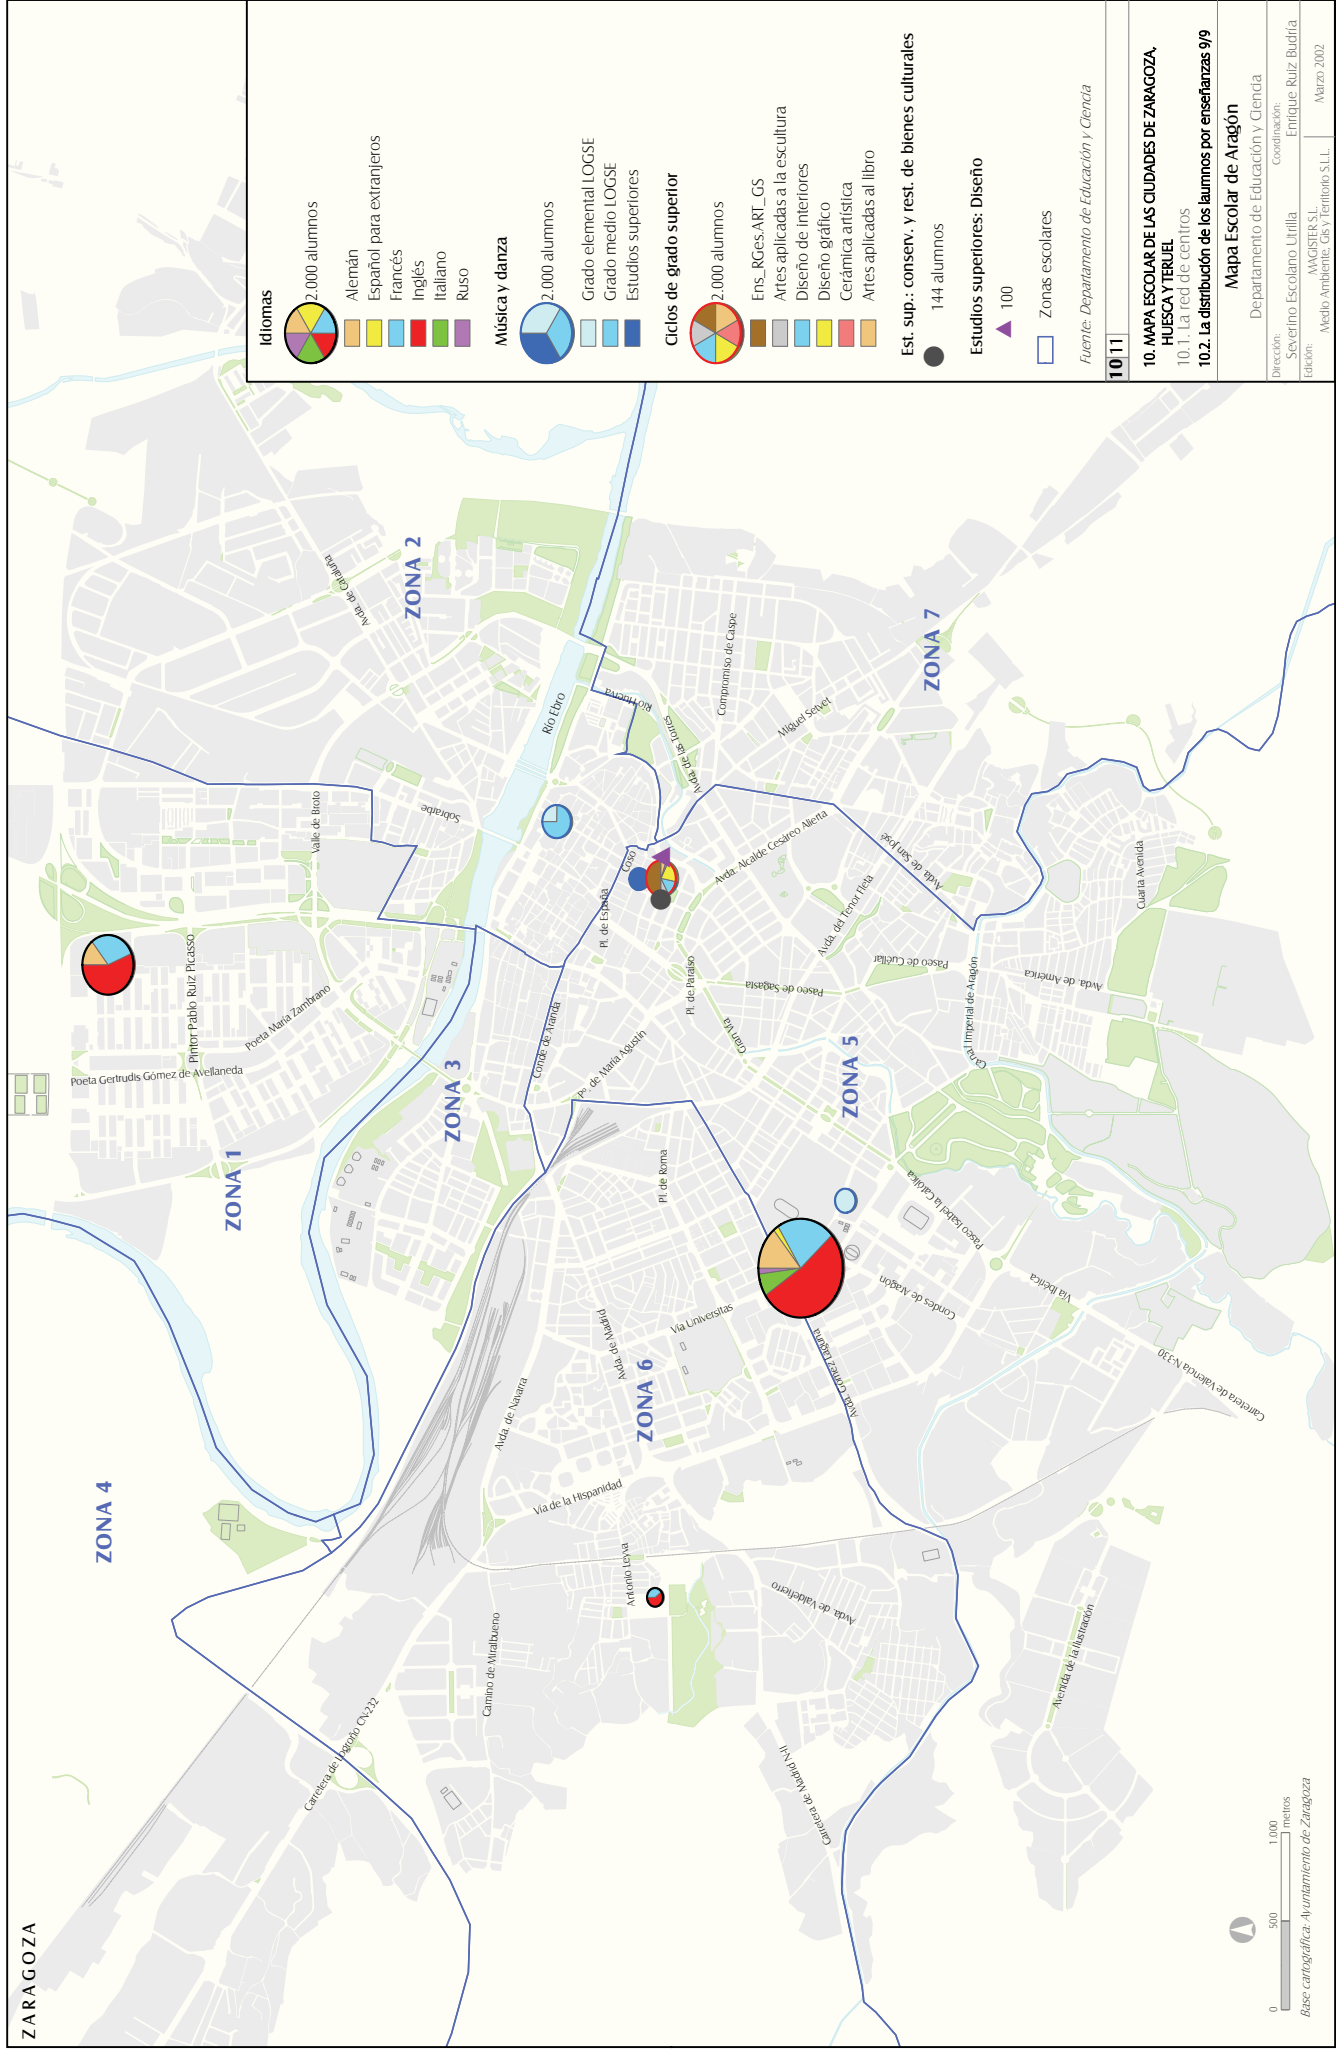 ZARAGOZA
ZONA 4
ZONA 1
ZONA 2
ZONA 3
ZONA 6
ZONA 5
ZONA 7
Poeta Gertrudis Gómez de Avellaneda
Pintor Pablo Ruiz Picasso
Poeta María Zambrano
Valle de Broto
Sobrarbe
Avda. de Cataluña
Río Ebro
Río Huerva
Compromiso de Caspe
Miguel Servet
Avda. de las Torres
Coso
Pl. de España
Conde de Aranda
Pº. de María Agustín
Pl. de Paraíso
Gran Vía
Paseo de Sagasta
Avda. Alcalde Cesáreo Alierta
Avda. del Tenor Fleta
Avda. de San José
Paseo de Cuéllar
Canal Imperial de Aragón
Avda. de América
Cuarta Avenida
Pl. de Roma
Vía Universitas
Avda. de Madrid
Avda. de Navarra
Vía de la Hispanidad
Antonio Leyva
Avda. Gómez Laguna
Condes de Aragón
Paseo Isabel la Católica
Vía Ibérica
Carretera de Valencia N-330
Camino de Miralbueno
Carretera de Logroño CN-232
Avda. de Valdefierro
Avenida de la Ilustración
Carretera de Madrid N-II
0 500 1.000
metros
Base cartográfica: Ayuntamiento de Zaragoza
Idiomas
2.000 alumnos
Alemán
Español para extranjeros
Francés
Inglés
Italiano
Ruso
Música y danza
2.000 alumnos
Grado elemental LOGSE
Grado medio LOGSE
Estudios superiores
Ciclos de grado superior
2.000 alumnos
Ens_RGes.ART_GS
Artes aplicadas a la escultura
Diseño de interiores
Diseño gráfico
Cerámica artística
Artes aplicadas al libro
Est. sup.: conserv. y rest. de bienes culturales
144 alumnos
Estudios superiores: Diseño
100
Zonas escolares
Fuente: Departamento de Educación y Ciencia
10 11
10. MAPA ESCOLAR DE LAS CIUDADES DE ZARAGOZA,
HUESCA Y TERUEL
10.1. La red de centros
10.2. La distribución de los laumnos por enseñanzas 9/9
Mapa Escolar de Aragón
Departamento de Educación y Ciencia
Dirección:
Severino Escolano Utrilla
Coordinación:
Enrique Ruiz Budría
Edición:
MAGISTER S.L.
Medio Ambiente, Gis y Territorio S.L.L.
Marzo 2002